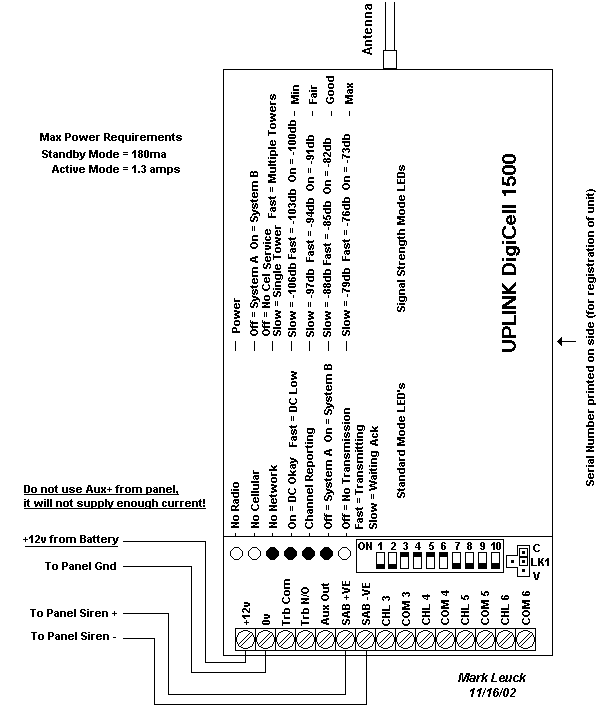 Antenna
Max Power Requirements
Standby Mode = 180ma
Active Mode = 1.3 amps
— Power
— Off = System A  On = System B
Off = No Cel Service
— Slow = Single Tower  Fast = Multiple Towers
— Slow = -106db Fast = -103db On = -100db – Min
— Slow = -97db Fast = -94db On = -91db – Fair
— Slow = -88db Fast = -85db On = -82db – Good
— Slow = -79db Fast = -76db On = -73db – Max
Signal Strength Mode LEDs
UPLINK DigiCell 1500
Serial Number printed on side (for registration of unit)
— No Radio
— No Cellular
— No Network
— On = DC Okay  Fast = DC Low
— Channel Reporting
— Off = System A  On = System B
— Off = No Transmission
Fast = Transmitting
Slow = Waiting Ack
Standard Mode LED's
Do not use Aux+ from panel,
it will not supply enough current!
+12v from Battery
To Panel Gnd
To Panel Siren +
To Panel Siren -
ON 1 2 3 4 5 6 7 8 9 10
C
LK1
V
+12v
0v
Trb Com
Trb N/O
Aux Out
SAB +VE
SAB -VE
CHL 3
COM 3
CHL 4
COM 4
CHL 5
COM 5
CHL 6
COM 6
Mark Leuck
11/16/02